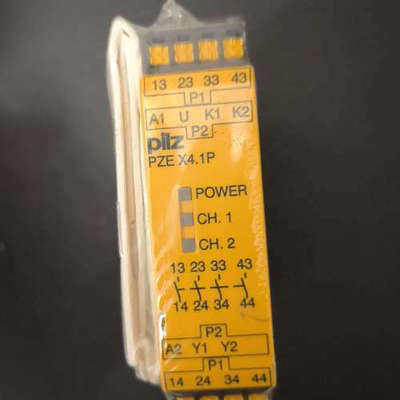 13 23 33 43
P1
A1 U K1 K2
P2
pilz
PZE X4.1P
POWER
CH. 1
CH. 2
13 23 33 43
14 24 34 44
P2
A2 Y1 Y2
P1
14 24 34 44